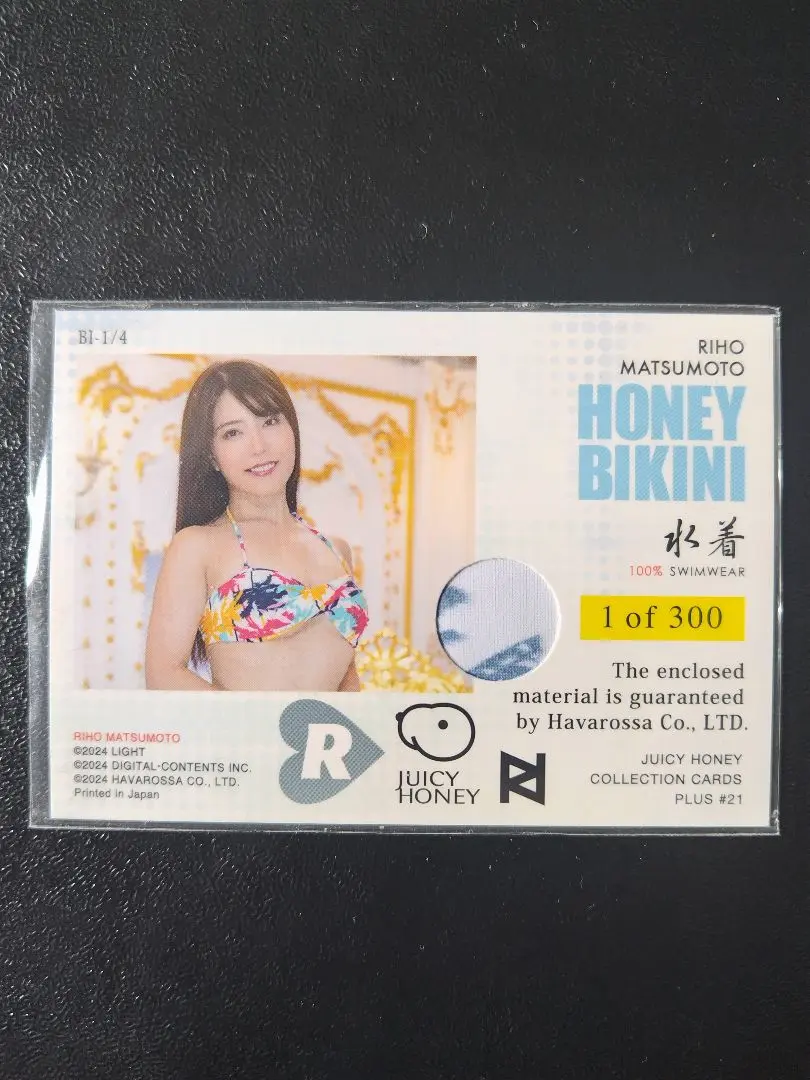 BI-1/4
RIHO
MATSUMOTO
HONEY
BIKINI
水着
100% SWIMWEAR
1 of 300
The enclosed
material is guaranteed
by Havarossa Co., LTD.
RIHO MATSUMOTO
©2024 LIGHT
©2024 DIGITAL-CONTENTS INC.
©2024 HAVAROSSA CO., LTD.
Printed in Japan
R
JUICY
HONEY
JUICY HONEY
COLLECTION CARDS
PLUS #21